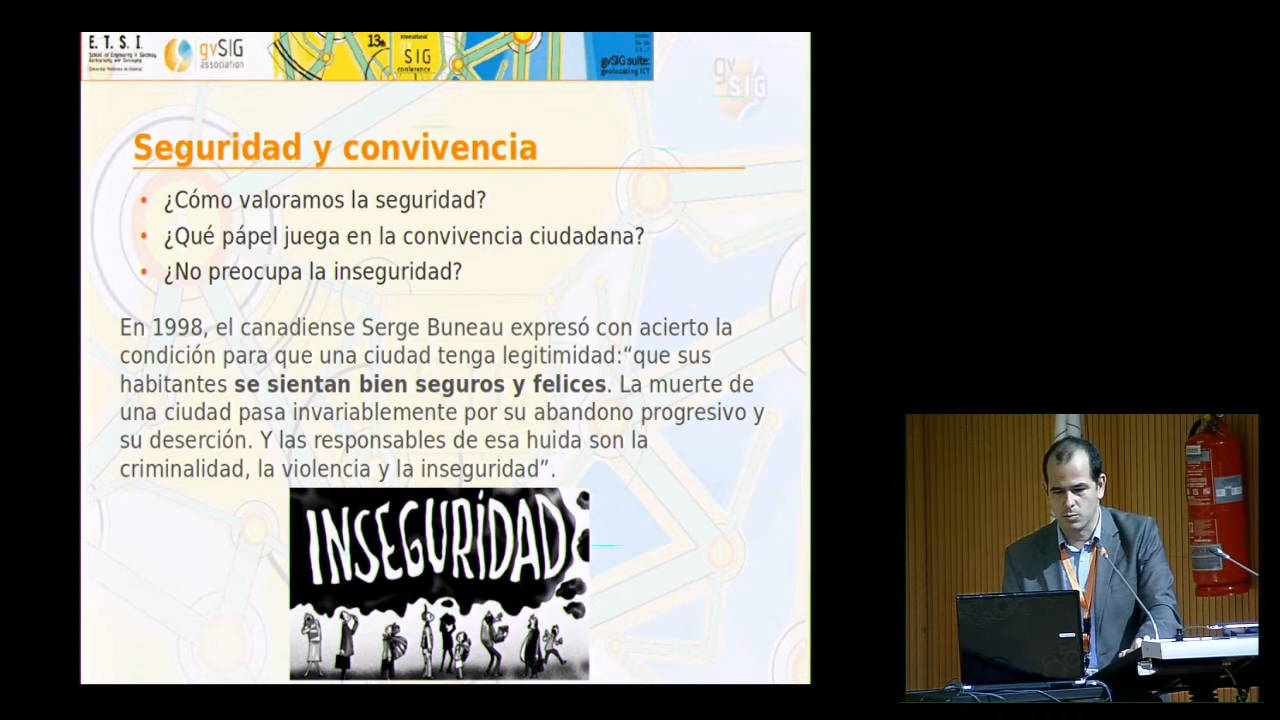 E. T. S. I.
School of Engineering in Geodesy,
Cartography and Surveying
gvSIG
association
13th
international
SIG
conference
gvSIG suite:
geolocating ICT
gv
SIG
Seguridad y convivencia
• ¿Cómo valoramos la seguridad?
• ¿Qué pápel juega en la convivencia ciudadana?
• ¿No preocupa la inseguridad?
En 1998, el canadiense Serge Buneau expresó con acierto la
condición para que una ciudad tenga legitimidad:“que sus
habitantes se sientan bien seguros y felices. La muerte de
una ciudad pasa invariablemente por su abandono progresivo y
su deserción. Y las responsables de esa huida son la
criminalidad, la violencia y la inseguridad”.
INSEGURIDAD